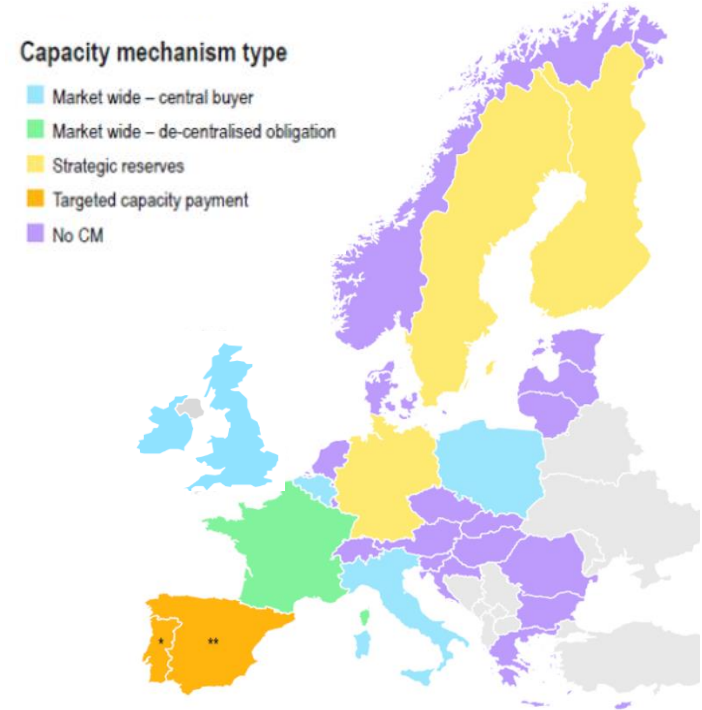 Capacity mechanism type
Market wide – central buyer
Market wide – de-centralised obligation
Strategic reserves
Targeted capacity payment
No CM
*
**